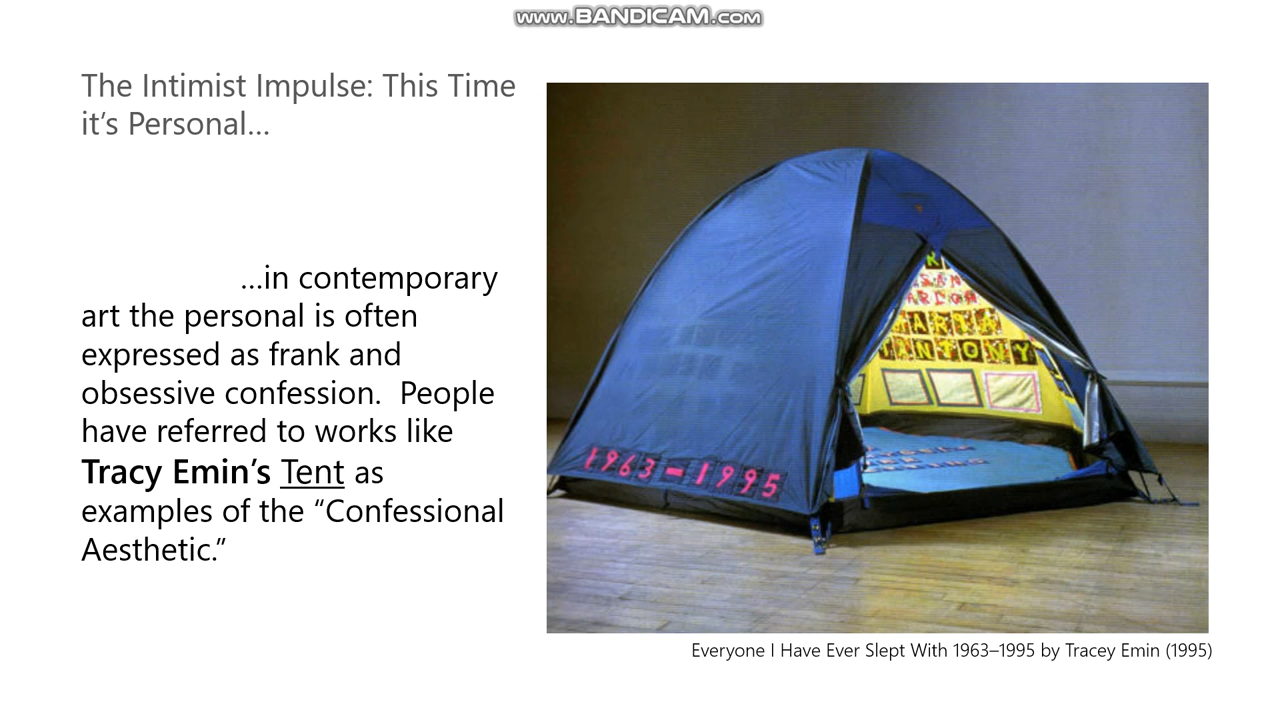 www.BANDICAM.com
The Intimist Impulse: This Time
it’s Personal…
…in contemporary
art the personal is often
expressed as frank and
obsessive confession.  People
have referred to works like
Tracy Emin’s Tent as
examples of the “Confessional
Aesthetic.”
1963-1995
Everyone I Have Ever Slept With 1963–1995 by Tracey Emin (1995)